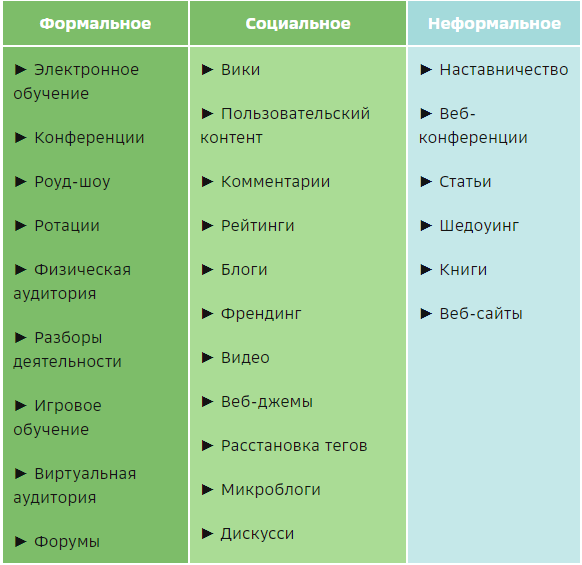 Формальное
► Электронное
обучение
► Конференции
► Роуд-шоу
► Ротации
► Физическая
аудитория
► Разборы
деятельности
► Игровое
обучение
► Виртуальная
аудитория
► Форумы
Социальное
► Вики
► Пользовательский
контент
► Комментарии
► Рейтинги
► Блоги
► Френдинг
► Видео
► Веб-джемы
► Расстановка тегов
► Микроблоги
► Дискусси
Неформальное
► Наставничество
► Веб-
конференции
► Статьи
► Шедоуинг
► Книги
► Веб-сайты